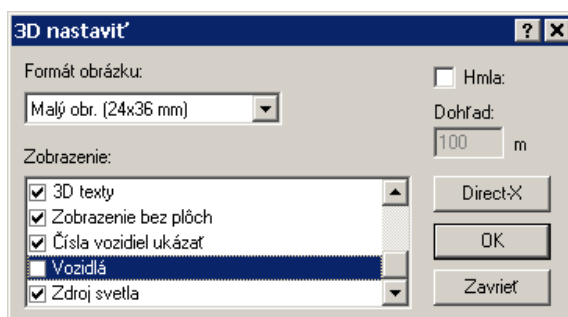 3D nastaviť
Formát obrázku:
Malý obr. (24x36 mm)
Hmla:
Dohľad:
100 m
Zobrazenie:
3D texty
Zobrazenie bez plôch
Čísla vozidiel ukázať
Vozidlá
Zdroj svetla
Direct-X
OK
Zavrieť